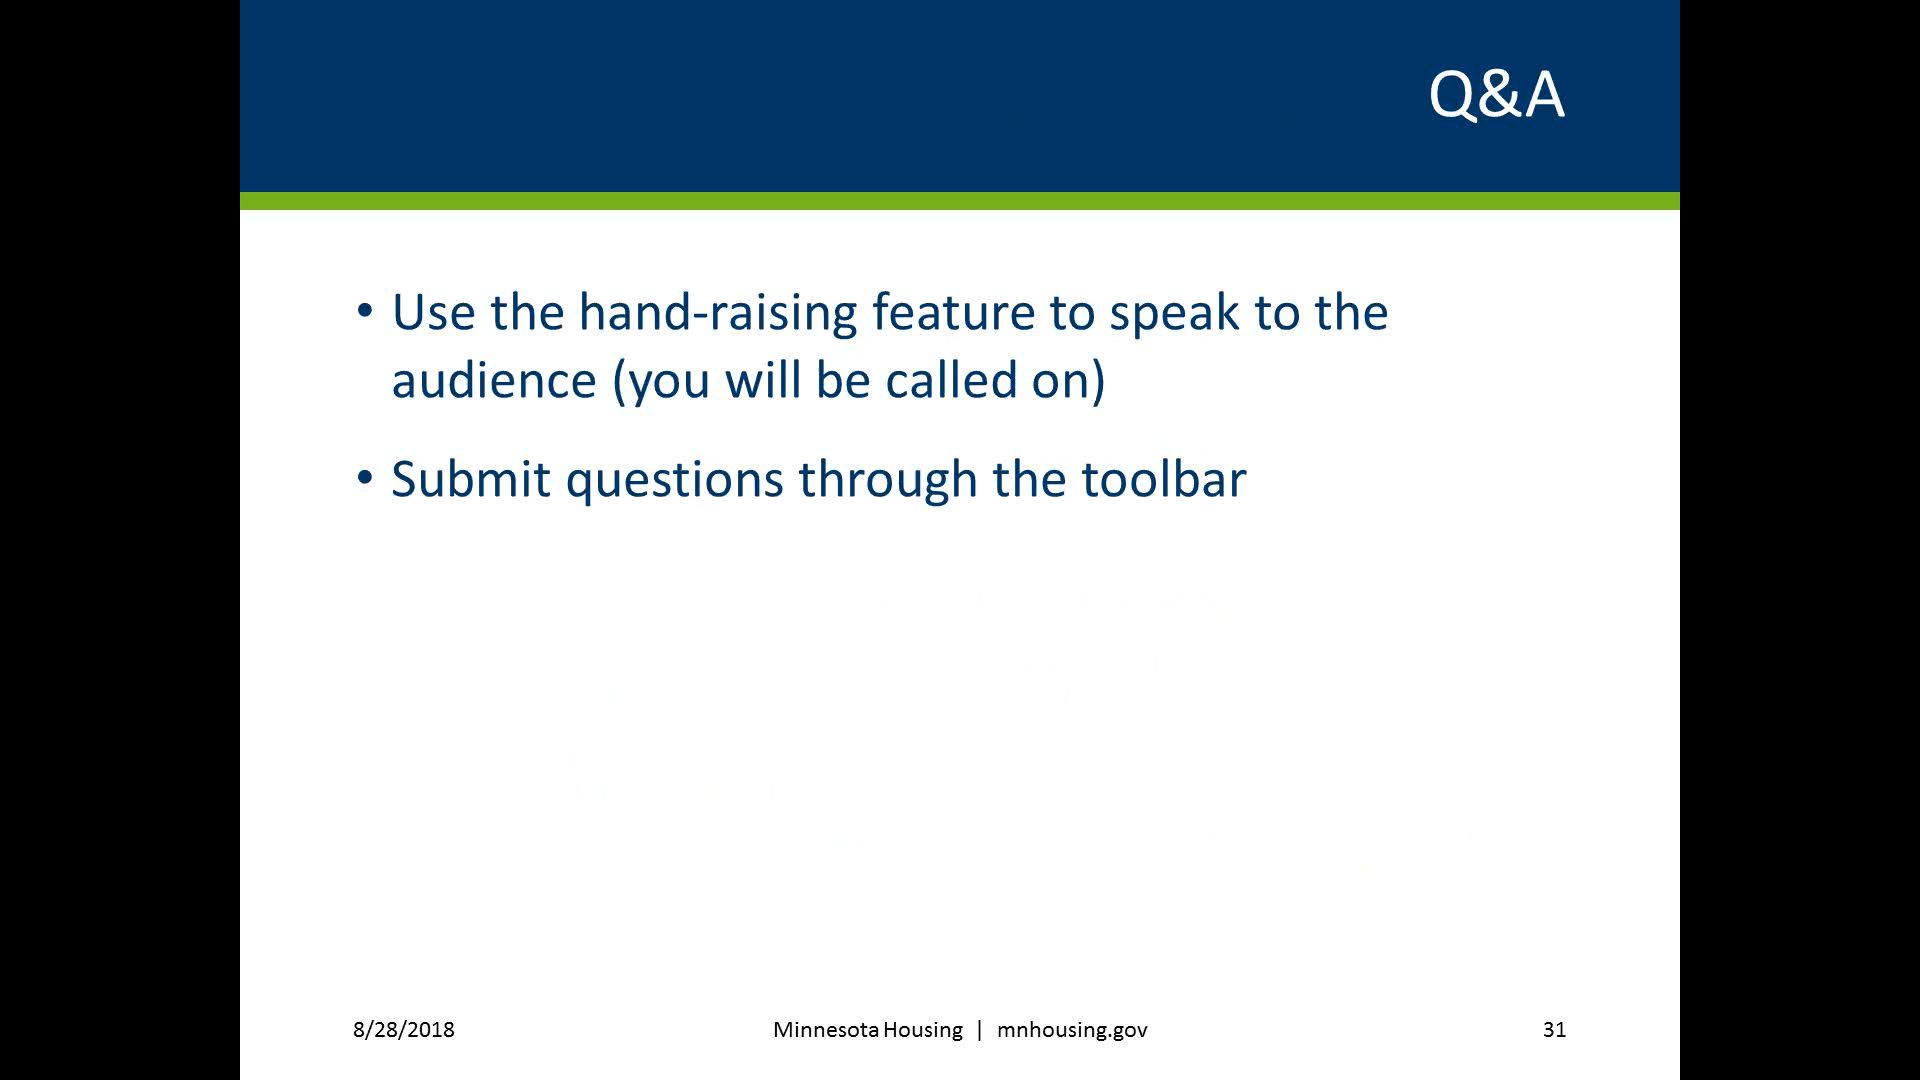 Q&A
• Use the hand-raising feature to speak to the
audience (you will be called on)
• Submit questions through the toolbar
8/28/2018
Minnesota Housing | mnhousing.gov
31